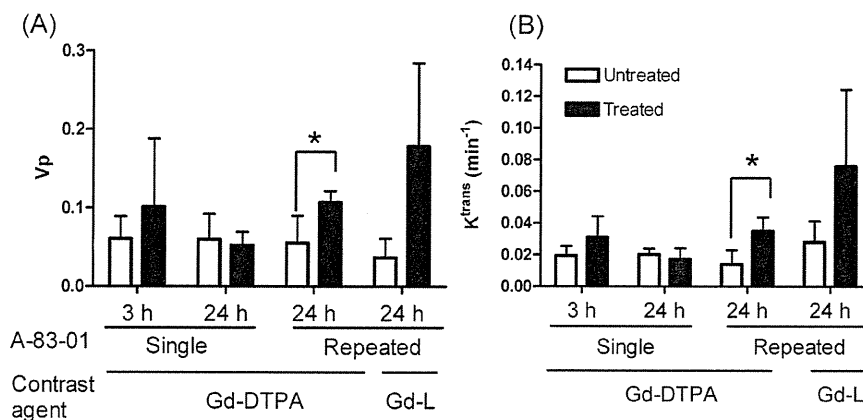 (A)
0.3
0.2
0.1
0.0
Vp
*
3 h 24 h 24 h 24 h
A-83-01
Single Repeated
Contrast agent
Gd-DTPA Gd-L
(B)
0.14
0.12
0.10
0.08
0.06
0.04
0.02
0.00
K^trans (min^-1)
Untreated
Treated
*
3 h 24 h 24 h 24 h
Single Repeated
Gd-DTPA Gd-L